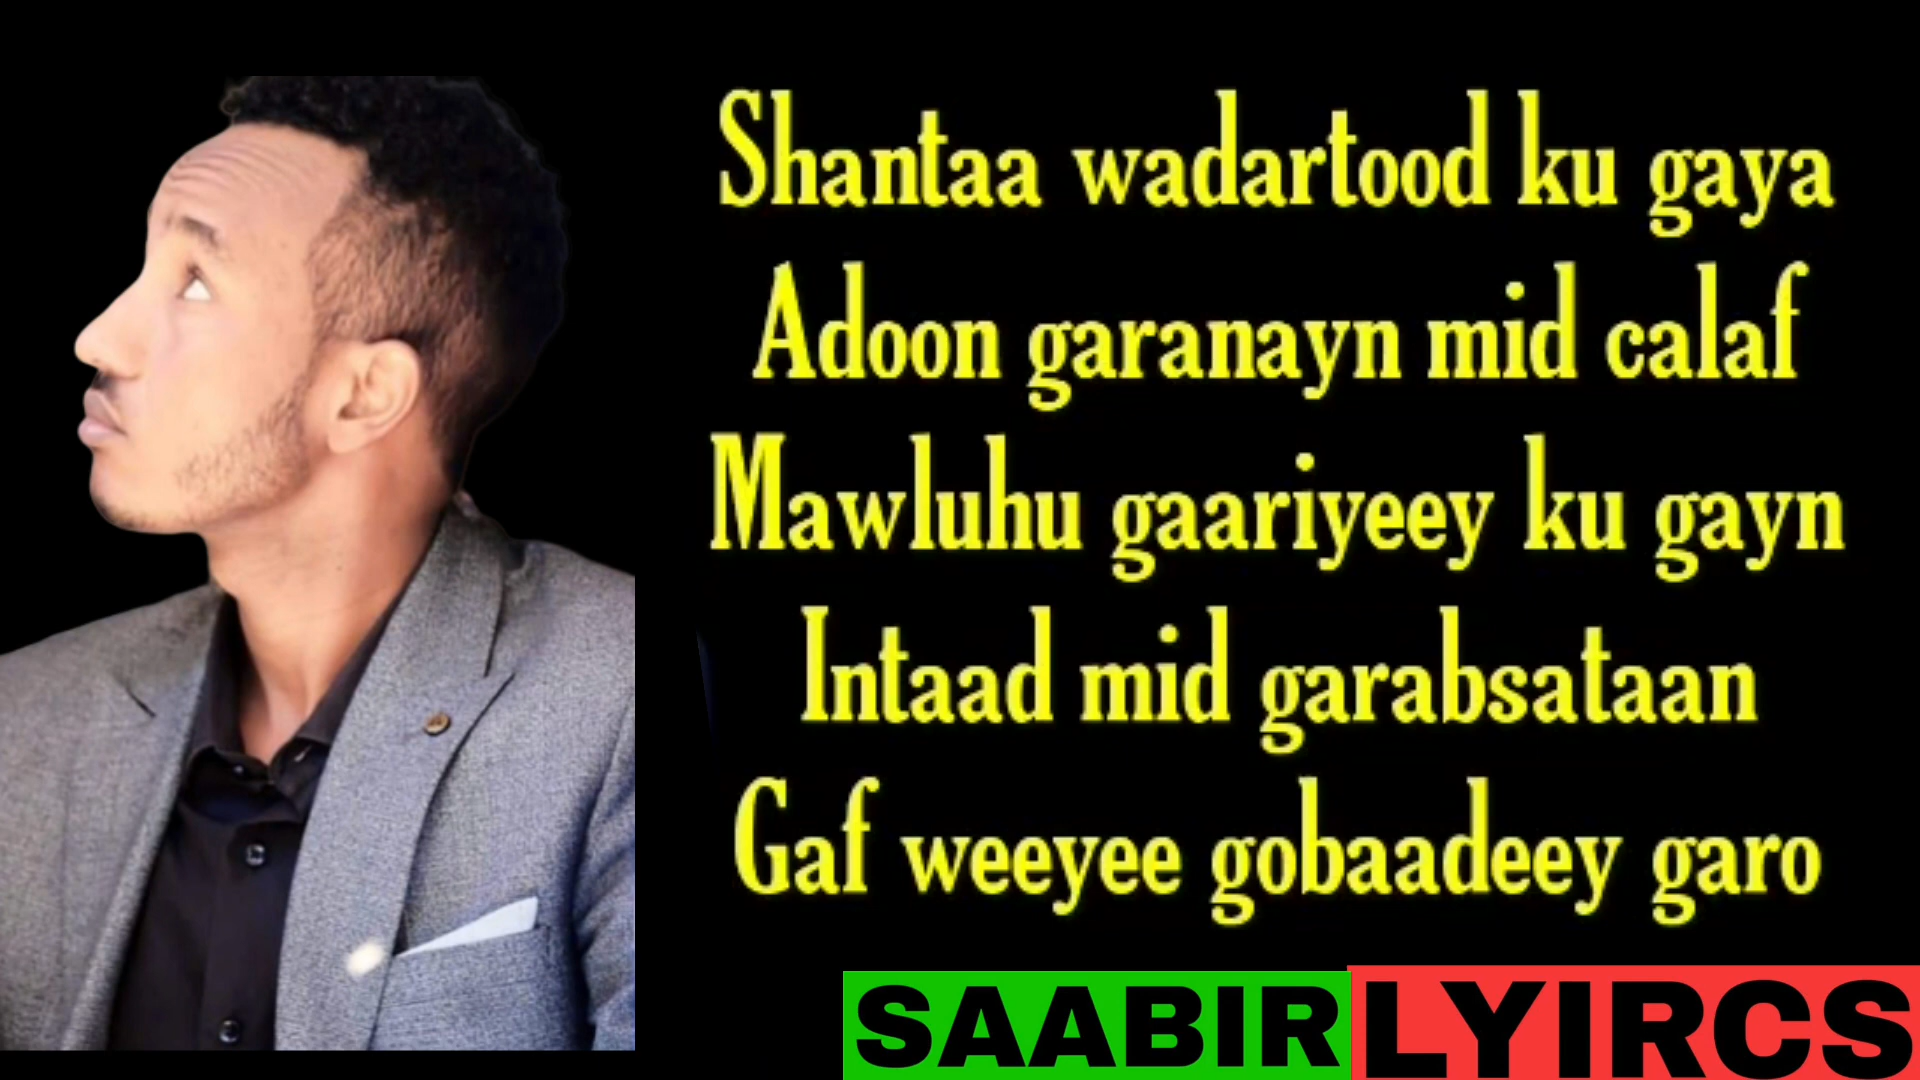 Shantaa wadartood ku gaya
Adoon garanayn mid calaf
Mawluhu gaariyeey ku gayn
Intaad mid garabsataan
Gaf weeyee gobaadeey garo
SAABIR LYIRCS